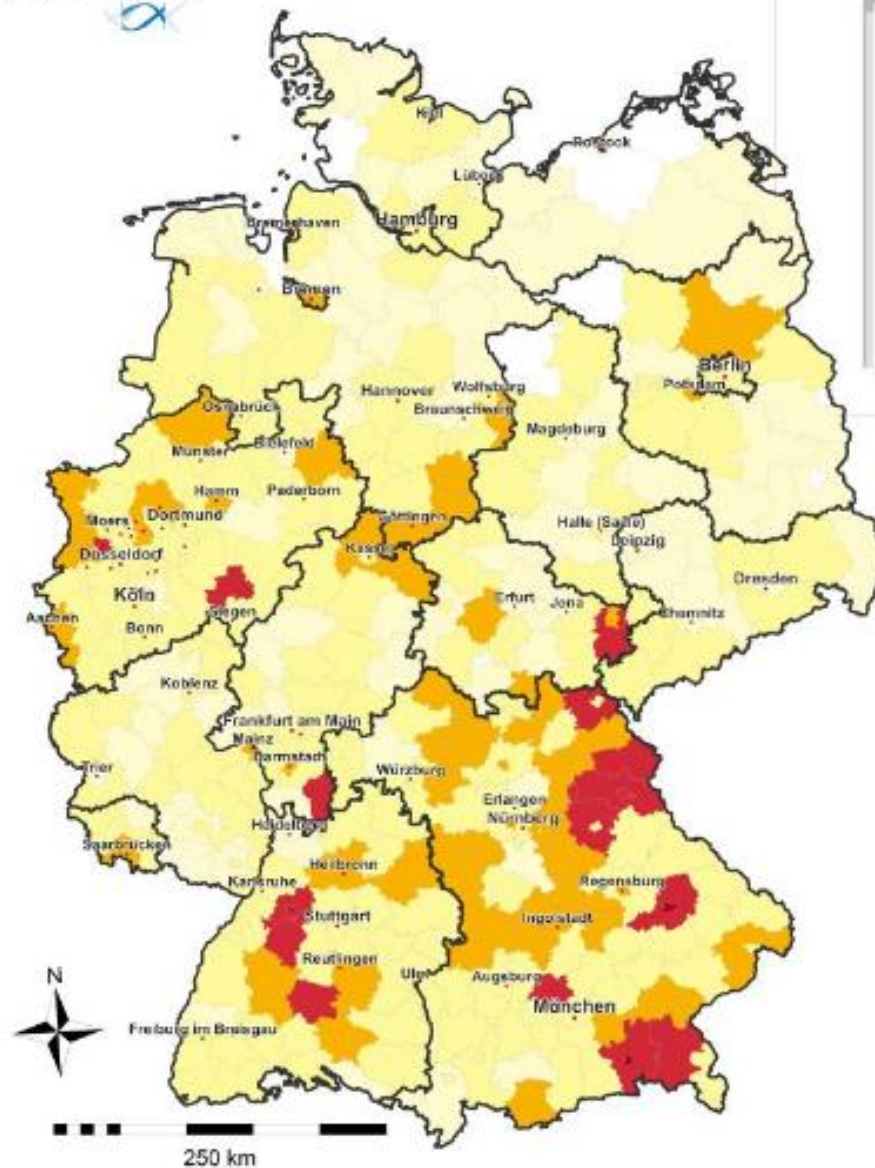 Kiel
Rostock
Lübeck
Hamburg
Bremerhaven
Bremen
Berlin
Potsdam
Hannover
Wolfsburg
Braunschweig
Magdeburg
Osnabrück
Bielefeld
Münster
Hamm
Paderborn
Moers
Dortmund
Göttingen
Halle (Saale)
Leipzig
Kassel
Düsseldorf
Dresden
Köln
Erfurt
Jena
Chemnitz
Siegen
Aachen
Bonn
Koblenz
Frankfurt am Main
Mainz
Darmstadt
Trier
Würzburg
Erlangen
Nürnberg
Heidelberg
Saarbrücken
Heilbronn
Karlsruhe
Regensburg
Stuttgart
Ingolstadt
Reutlingen
Ulm
Augsburg
München
Freiburg im Breisgau
N
250 km